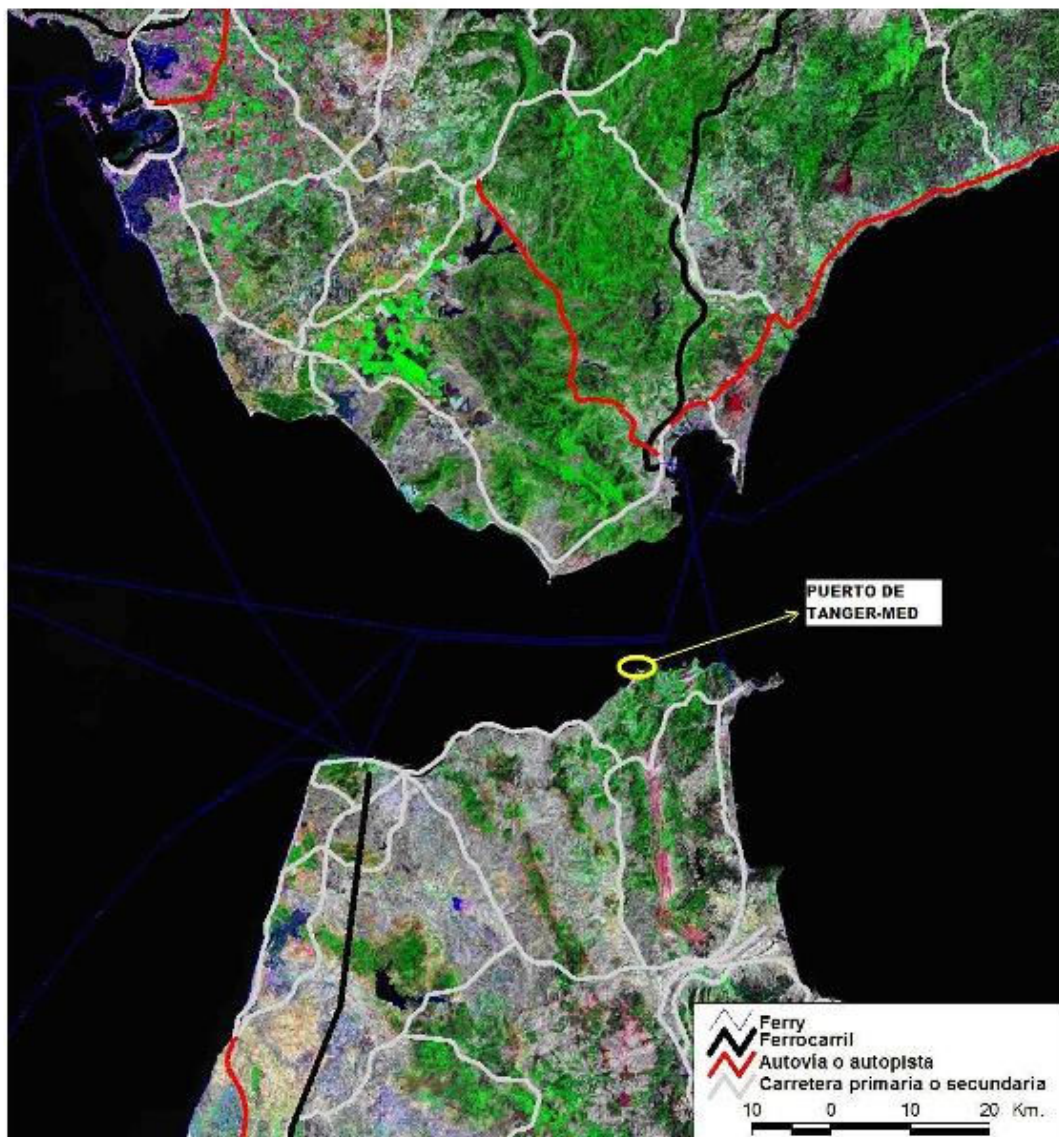 PUERTO DE
TANGER-MED
Ferry
Ferrocarril
Autovía o autopista
Carretera primaria o secundaria
10 0 10 20 Km.